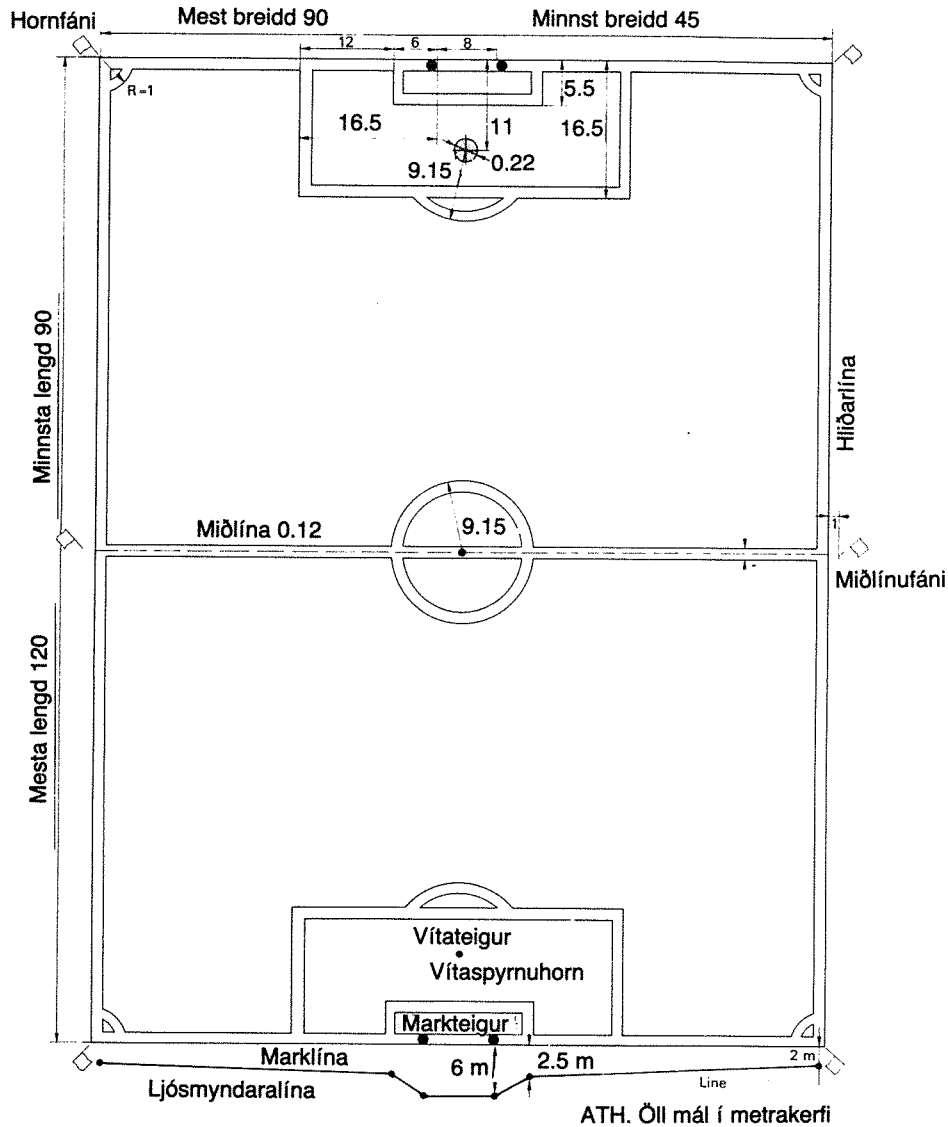 Hornfáni
Mest breidd 90
Minnst breidd 45
12
6
8
R=1
5.5
16.5
11
16.5
0.22
9.15
Minnsta lengd 90
Hliðarlína
Miðlína 0.12
9.15
Miðlínufáni
Mesta lengd 120
Vítateigur
Vítaspyrnuhorn
Markteigur
Marklína
6 m
2.5 m
2 m
Ljósmyndaralína
Line
ATH. Öll mál í metrakerfi